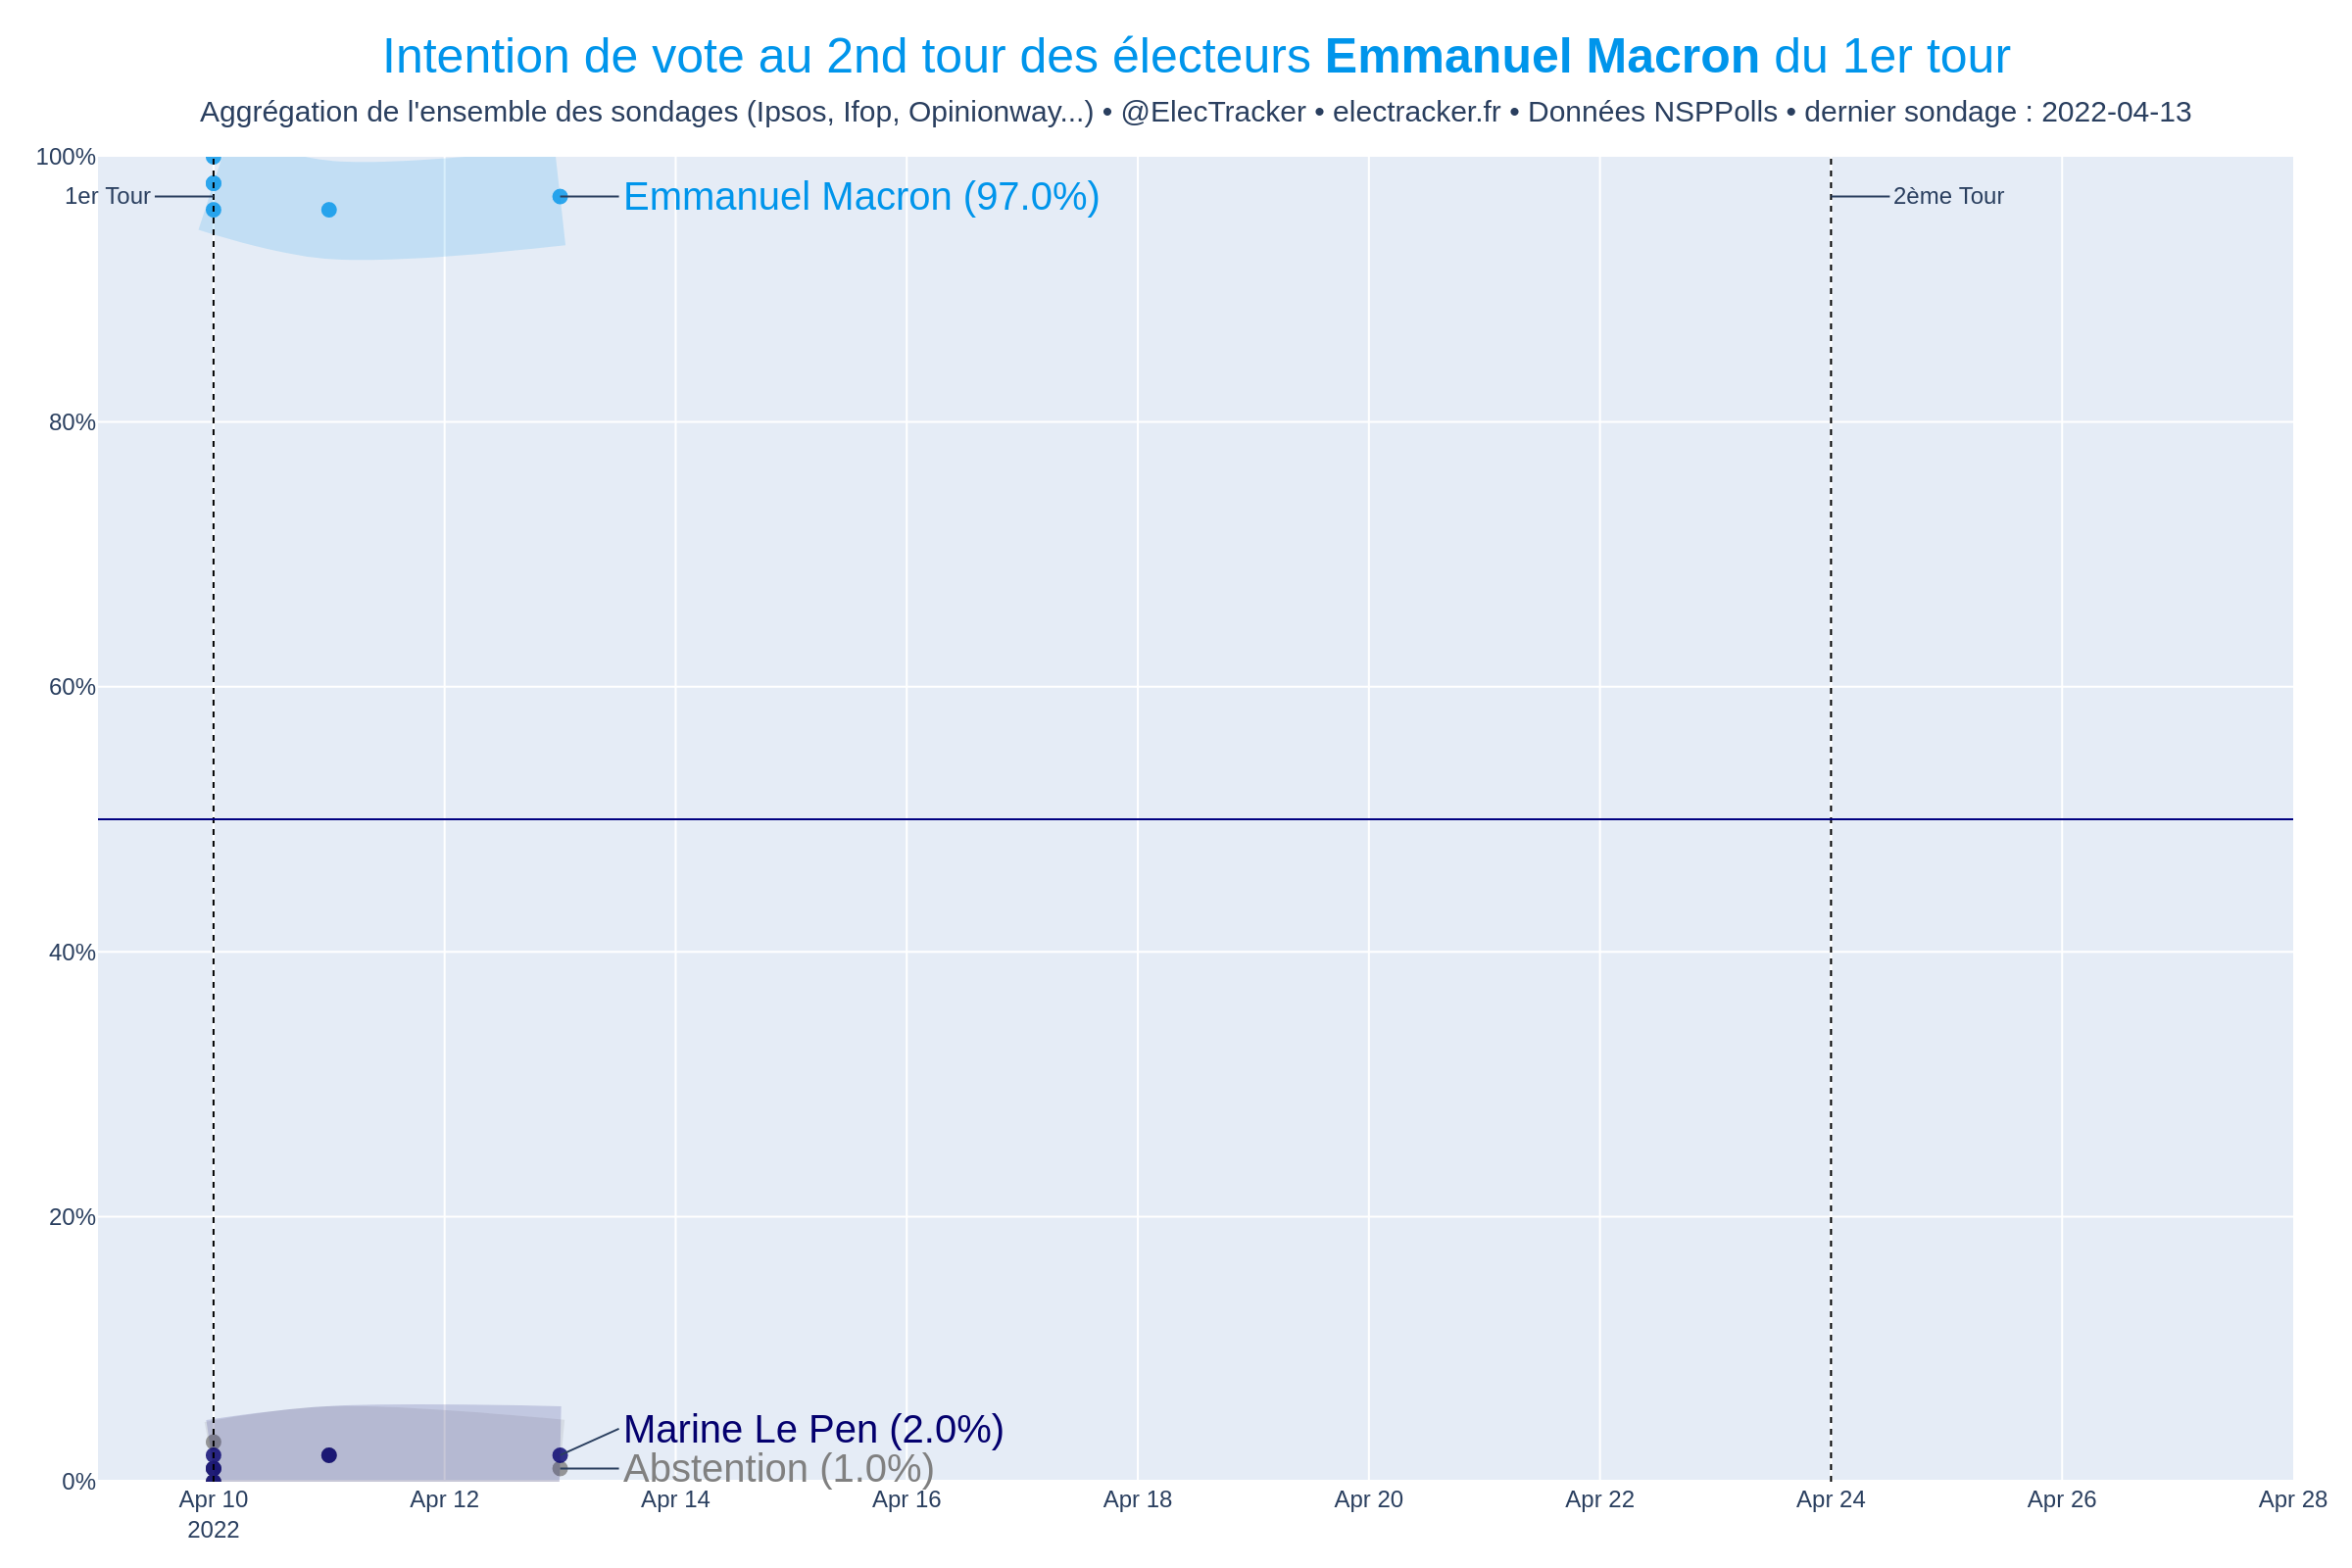 Intention de vote au 2nd tour des électeurs Emmanuel Macron du 1er tour
Aggrégation de l'ensemble des sondages (Ipsos, Ifop, Opinionway...) • @ElecTracker • electracker.fr • Données NSPPolls • dernier sondage : 2022-04-13
100%
1er Tour
Emmanuel Macron (97.0%)
2ème Tour
80%
60%
40%
20%
Marine Le Pen (2.0%)
Abstention (1.0%)
0%
Apr 10 Apr 12 Apr 14 Apr 16 Apr 18 Apr 20 Apr 22 Apr 24 Apr 26 Apr 28
2022